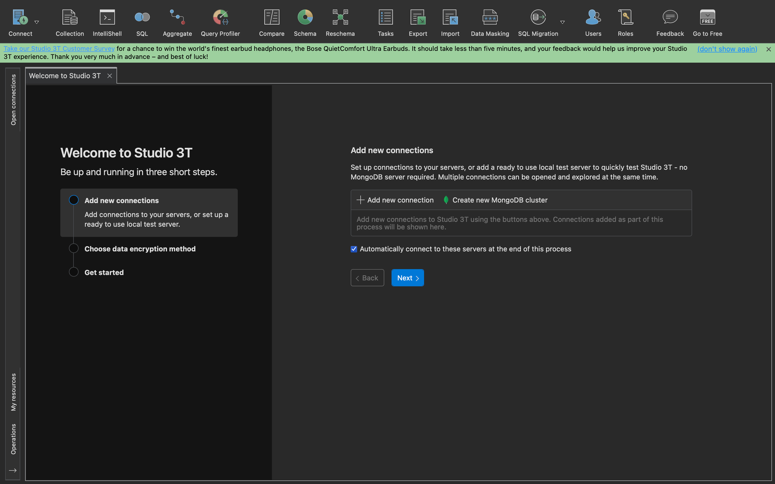 Connect
Collection
IntelliShell
SQL
Aggregate
Query Profiler
Compare
Schema
Reschema
Tasks
Export
Import
Data Masking
SQL Migration
Users
Roles
Feedback
FREE
Go to Free
Take our Studio 3T Customer Survey for a chance to win the world's finest earbud headphones, the Bose QuietComfort Ultra Earbuds. It should take less than five minutes, and your feedback would help us improve your Studio
3T experience. Thank you very much in advance – and best of luck!
(don't show again)
Open connections
My resources
Operations
Welcome to Studio 3T
Welcome to Studio 3T
Be up and running in three short steps.
Add new connections
Add connections to your servers, or set up a
ready to use local test server.
Choose data encryption method
Get started
Add new connections
Set up connections to your servers, or add a ready to use local test server to quickly test Studio 3T - no
MongoDB server required. Multiple connections can be opened and explored at the same time.
Add new connection
Create new MongoDB cluster
Add new connections to Studio 3T using the buttons above. Connections added as part of this
process will be shown here.
Automatically connect to these servers at the end of this process
Back
Next